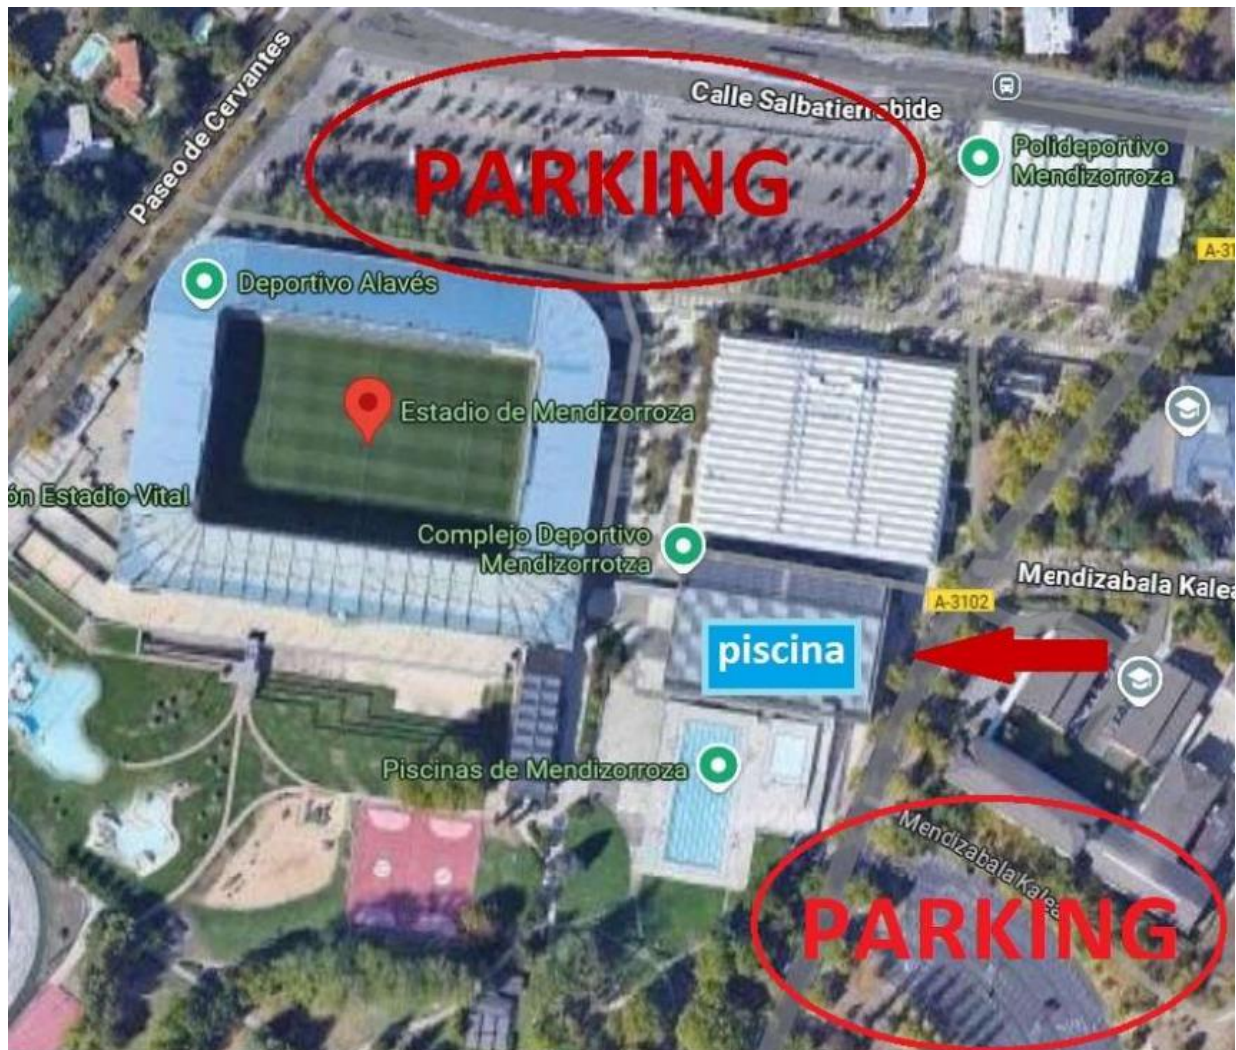 Paseo de Cervantes
Calle Salbatierrabide
PARKING
Polideportivo
Mendizorroza
A-31
Deportivo Alavés
Estadio de Mendizorroza
ón Estadio Vital
Complejo Deportivo
Mendizorrotza
Mendizabala Kalea
A-3102
piscina
Piscinas de Mendizorroza
Mendizabala Kalea
PARKING